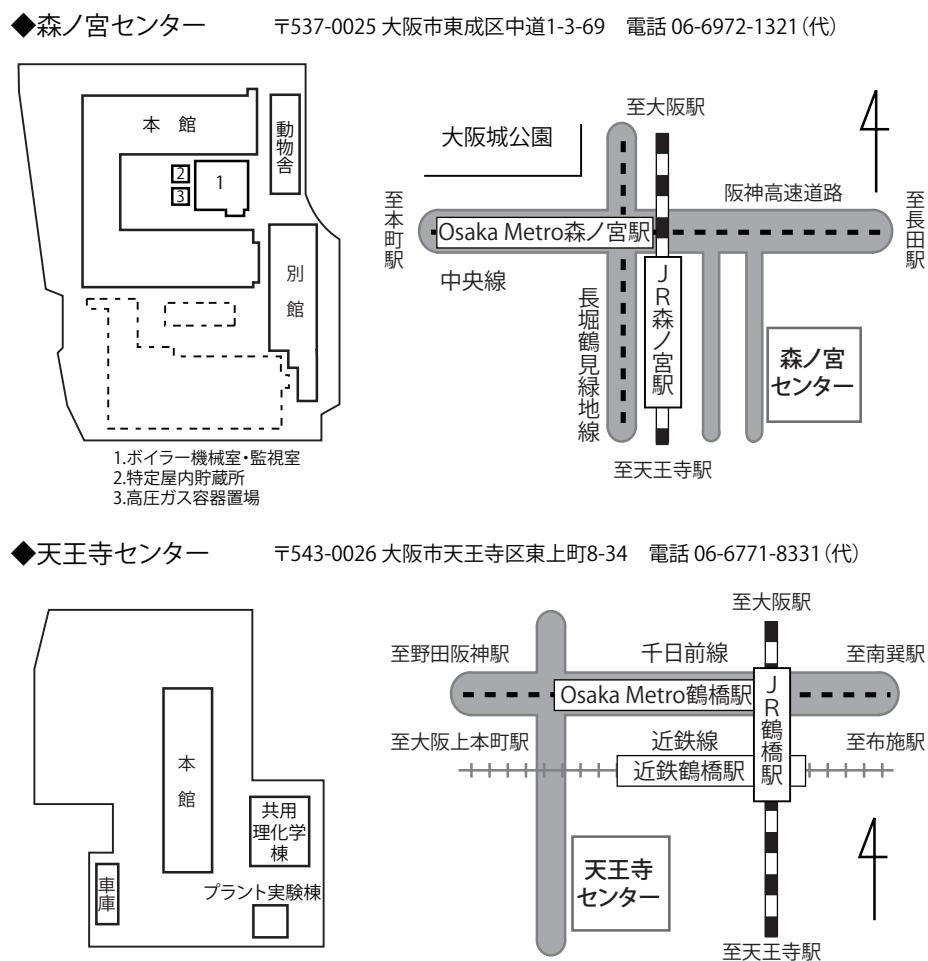 ◆森ノ宮センター　〒537-0025 大阪市東成区中道1-3-69　電話 06-6972-1321(代)
本　館
動物舎
2
3
1
別館
1.ボイラー機械室・監視室
2.特定屋内貯蔵所
3.高圧ガス容器置場
至大阪駅
大阪城公園
阪神高速道路
至本町駅
Osaka Metro森ノ宮駅
至長田駅
中央線
長堀鶴見緑地線
JR森ノ宮駅
森ノ宮
センター
至天王寺駅
◆天王寺センター　〒543-0026 大阪市天王寺区東上町8-34　電話 06-6771-8331(代)
本館
共用
理化学
棟
車庫
プラント実験棟
至大阪駅
至野田阪神駅
千日前線
至南巽駅
Osaka Metro鶴橋駅
JR鶴橋駅
至大阪上本町駅
近鉄線
至布施駅
近鉄鶴橋駅
天王寺
センター
至天王寺駅